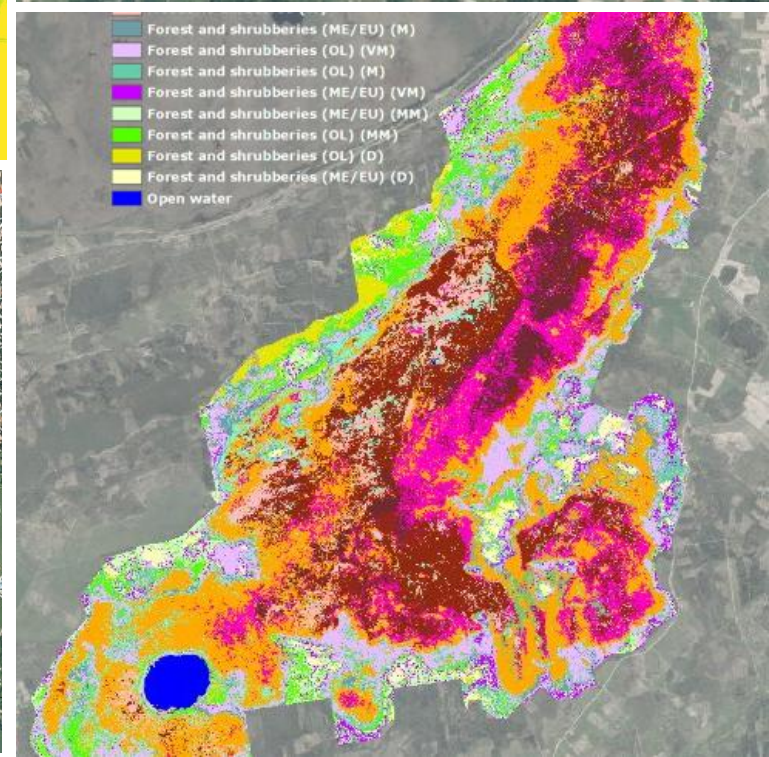 Forest and shrubberies (ME/EU) (M)
Forest and shrubberies (OL) (VM)
Forest and shrubberies (OL) (M)
Forest and shrubberies (ME/EU) (VM)
Forest and shrubberies (ME/EU) (MM)
Forest and shrubberies (OL) (MM)
Forest and shrubberies (OL) (D)
Forest and shrubberies (ME/EU) (D)
Open water